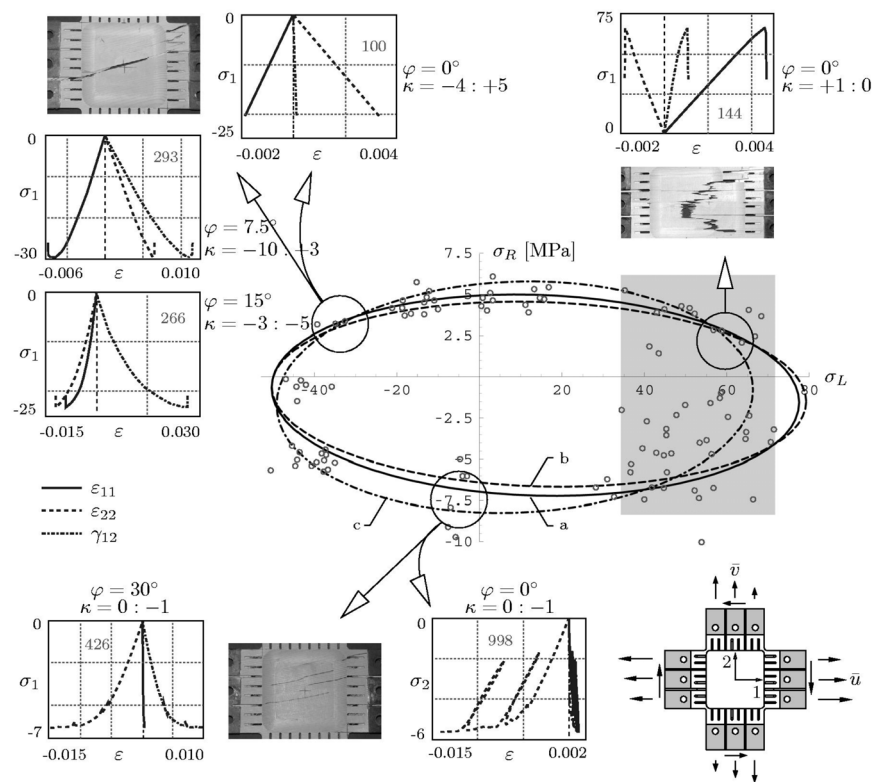 0
σ₁
-25
-0.002 ε 0.004
100
φ = 0°
κ = −4 : +5
75
σ₁
0
-0.002 ε 0.004
144
φ = 0°
κ = +1 : 0
0
σ₁
-30
-0.006 ε 0.010
293
φ = 7.5°
κ = −10 : +3
0
σ₁
-25
-0.015 ε 0.030
266
φ = 15°
κ = −3 : −5
σ_R [MPa]
7.5
5
2.5
-40 -20 20 40 60 80 σ_L
-2.5
-5
-7.5
-10
b
a
c
ε₁₁
ε₂₂
γ₁₂
φ = 30°
κ = 0 : −1
0
426
σ₁
-7
-0.015 ε 0.010
φ = 0°
κ = 0 : −1
0
998
σ₂
-6
-0.015 ε 0.002
v̄
2
1
ū